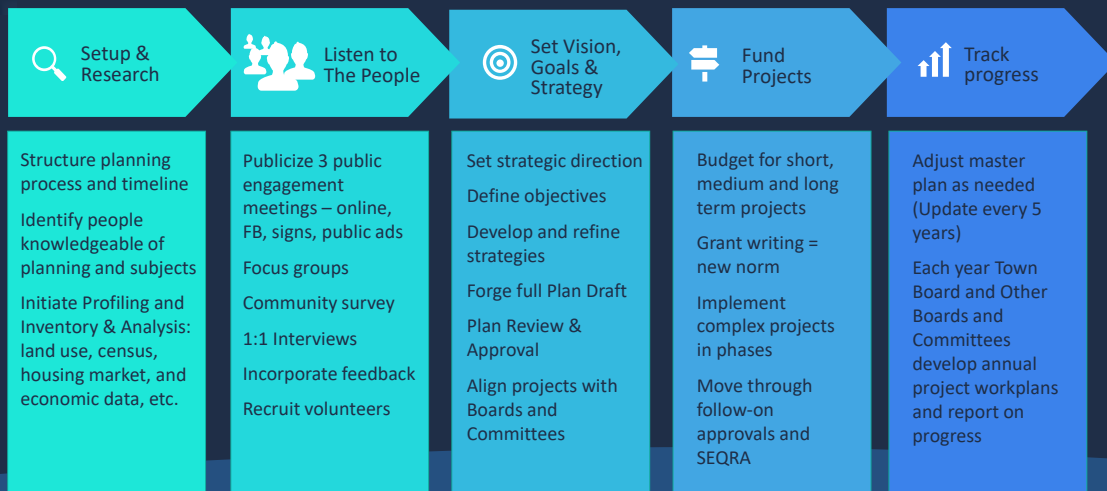 Setup &
Research
Listen to
The People
Set Vision,
Goals &
Strategy
Fund
Projects
Track
progress
Structure planning
process and timeline
Identify people
knowledgeable of
planning and subjects
Initiate Profiling and
Inventory & Analysis:
land use, census,
housing market, and
economic data, etc.
Publicize 3 public
engagement
meetings – online,
FB, signs, public ads
Focus groups
Community survey
1:1 Interviews
Incorporate feedback
Recruit volunteers
Set strategic direction
Define objectives
Develop and refine
strategies
Forge full Plan Draft
Plan Review &
Approval
Align projects with
Boards and
Committees
Budget for short,
medium and long
term projects
Grant writing =
new norm
Implement
complex projects
in phases
Move through
follow-on
approvals and
SEQRA
Adjust master
plan as needed
(Update every 5
years)
Each year Town
Board and Other
Boards and
Committees
develop annual
project workplans
and report on
progress